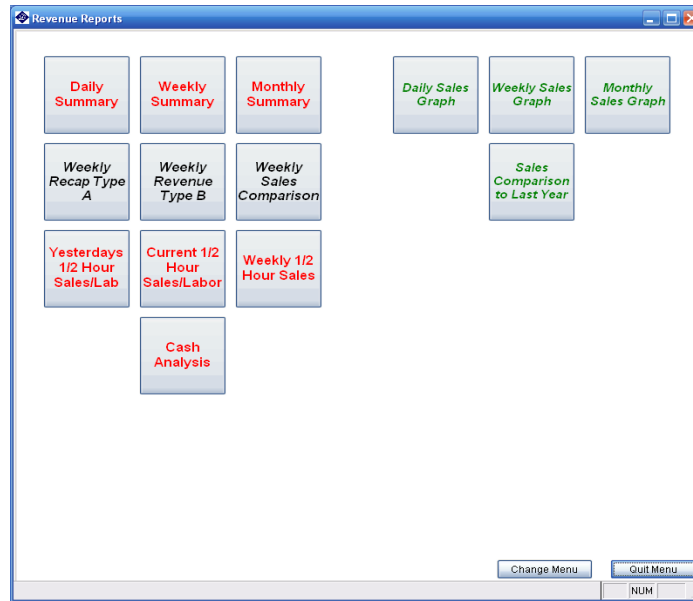 Revenue Reports
Daily
Summary
Weekly
Summary
Monthly
Summary
Daily Sales
Graph
Weekly Sales
Graph
Monthly
Sales Graph
Weekly
Recap Type
A
Weekly
Revenue
Type B
Weekly
Sales
Comparison
Sales
Comparison
to Last Year
Yesterdays
1/2 Hour
Sales/Lab
Current 1/2
Hour
Sales/Labor
Weekly 1/2
Hour Sales
Cash
Analysis
Change Menu
Quit Menu
NUM